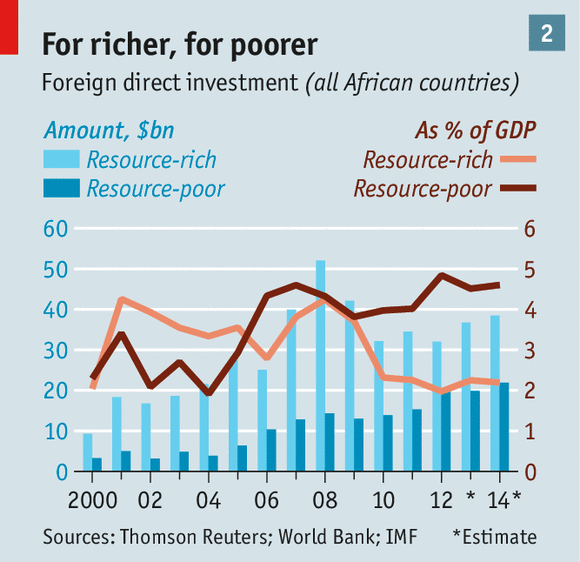 For richer, for poorer
2
Foreign direct investment (all African countries)
Amount, $bn
Resource-rich
Resource-poor
As % of GDP
Resource-rich
Resource-poor
60
50
40
30
20
10
0
6
5
4
3
2
1
0
2000 02 04 06 08 10 12 * 14*
Sources: Thomson Reuters; World Bank; IMF *Estimate